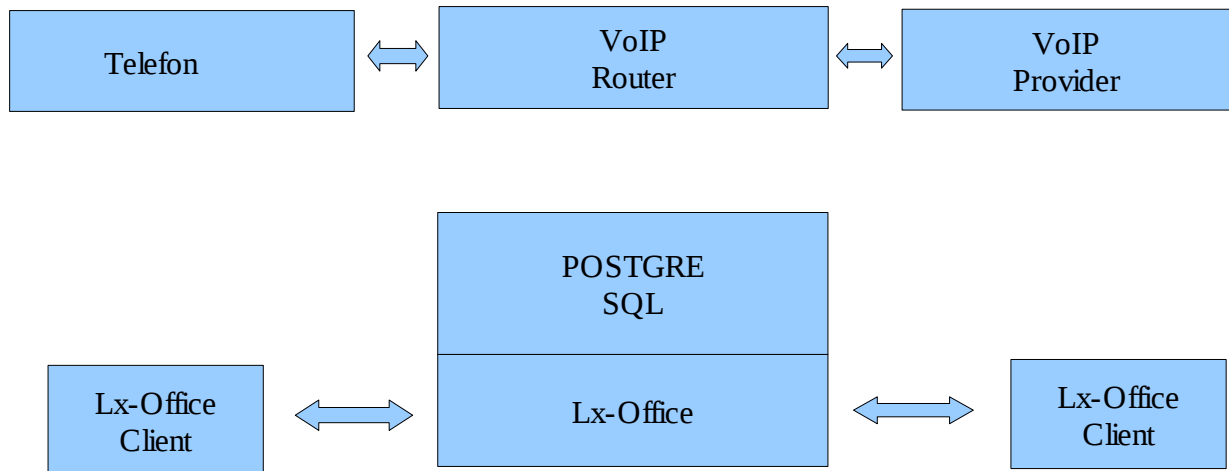 Telefon
VoIP
Router
VoIP
Provider
POSTGRE
SQL
Lx-Office
Client
Lx-Office
Lx-Office
Client